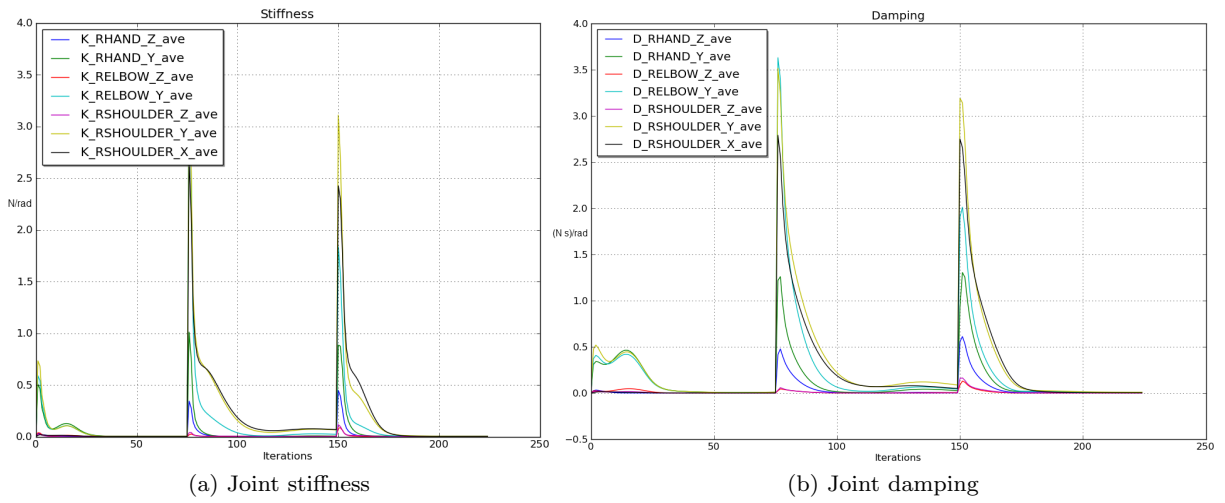 Stiffness
4.0
3.5
3.0
2.5
2.0
1.5
1.0
0.5
0.0
N/rad
K_RHAND_Z_ave
K_RHAND_Y_ave
K_RELBOW_Z_ave
K_RELBOW_Y_ave
K_RSHOULDER_Z_ave
K_RSHOULDER_Y_ave
K_RSHOULDER_X_ave
0 50 100 150 200 250
Iterations
(a) Joint stiffness
Damping
4.0
3.5
3.0
2.5
2.0
1.5
1.0
0.5
0.0
−0.5
(N s)/rad
D_RHAND_Z_ave
D_RHAND_Y_ave
D_RELBOW_Z_ave
D_RELBOW_Y_ave
D_RSHOULDER_Z_ave
D_RSHOULDER_Y_ave
D_RSHOULDER_X_ave
0 50 100 150 200 250
Iterations
(b) Joint damping